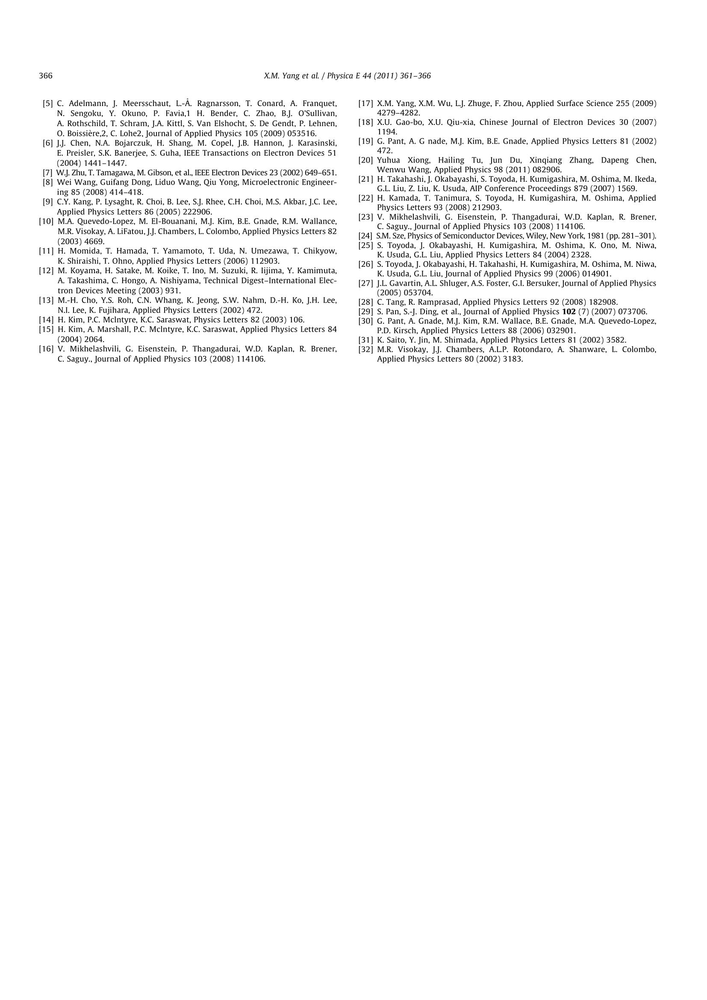 366
X.M. Yang et al. / Physica E 44 (2011) 361–366
[5] C. Adelmann, J. Meersschaut, L.-Å. Ragnarsson, T. Conard, A. Franquet,
N. Sengoku, Y. Okuno, P. Favia,1 H. Bender, C. Zhao, B.J. O’Sullivan,
A. Rothschild, T. Schram, J.A. Kittl, S. Van Elshocht, S. De Gendt, P. Lehnen,
O. Boissière,2, C. Lohe2, Journal of Applied Physics 105 (2009) 053516.
[6] J.J. Chen, N.A. Bojarczuk, H. Shang, M. Copel, J.B. Hannon, J. Karasinski,
E. Preisler, S.K. Banerjee, S. Guha, IEEE Transactions on Electron Devices 51
(2004) 1441–1447.
[7] W.J. Zhu, T. Tamagawa, M. Gibson, et al., IEEE Electron Devices 23 (2002) 649–651.
[8] Wei Wang, Guifang Dong, Liduo Wang, Qiu Yong, Microelectronic Engineer-
ing 85 (2008) 414–418.
[9] C.Y. Kang, P. Lysaght, R. Choi, B. Lee, S.J. Rhee, C.H. Choi, M.S. Akbar, J.C. Lee,
Applied Physics Letters 86 (2005) 222906.
[10] M.A. Quevedo-Lopez, M. El-Bouanani, M.J. Kim, B.E. Gnade, R.M. Wallance,
M.R. Visokay, A. LiFatou, J.J. Chambers, L. Colombo, Applied Physics Letters 82
(2003) 4669.
[11] H. Momida, T. Hamada, T. Yamamoto, T. Uda, N. Umezawa, T. Chikyow,
K. Shiraishi, T. Ohno, Applied Physics Letters (2006) 112903.
[12] M. Koyama, H. Satake, M. Koike, T. Ino, M. Suzuki, R. Iijima, Y. Kamimuta,
A. Takashima, C. Hongo, A. Nishiyama, Technical Digest–International Elec-
tron Devices Meeting (2003) 931.
[13] M.-H. Cho, Y.S. Roh, C.N. Whang, K. Jeong, S.W. Nahm, D.-H. Ko, J.H. Lee,
N.I. Lee, K. Fujihara, Applied Physics Letters (2002) 472.
[14] H. Kim, P.C. McIntyre, K.C. Saraswat, Physics Letters 82 (2003) 106.
[15] H. Kim, A. Marshall, P.C. McIntyre, K.C. Saraswat, Applied Physics Letters 84
(2004) 2064.
[16] V. Mikhelashvili, G. Eisenstein, P. Thangadurai, W.D. Kaplan, R. Brener,
C. Saguy., Journal of Applied Physics 103 (2008) 114106.
[17] X.M. Yang, X.M. Wu, L.J. Zhuge, F. Zhou, Applied Surface Science 255 (2009)
4279–4282.
[18] X.U. Gao-bo, X.U. Qiu-xia, Chinese Journal of Electron Devices 30 (2007)
1194.
[19] G. Pant, A. G nade, M.J. Kim, B.E. Gnade, Applied Physics Letters 81 (2002)
472.
[20] Yuhua Xiong, Hailing Tu, Jun Du, Xinqiang Zhang, Dapeng Chen,
Wenwu Wang, Applied Physics 98 (2011) 082906.
[21] H. Takahashi, J. Okabayashi, S. Toyoda, H. Kumigashira, M. Oshima, M. Ikeda,
G.L. Liu, Z. Liu, K. Usuda, AIP Conference Proceedings 879 (2007) 1569.
[22] H. Kamada, T. Tanimura, S. Toyoda, H. Kumigashira, M. Oshima, Applied
Physics Letters 93 (2008) 212903.
[23] V. Mikhelashvili, G. Eisenstein, P. Thangadurai, W.D. Kaplan, R. Brener,
C. Saguy., Journal of Applied Physics 103 (2008) 114106.
[24] S.M. Sze, Physics of Semiconductor Devices, Wiley, New York, 1981 (pp. 281–301).
[25] S. Toyoda, J. Okabayashi, H. Kumigashira, M. Oshima, K. Ono, M. Niwa,
K. Usuda, G.L. Liu, Applied Physics Letters 84 (2004) 2328.
[26] S. Toyoda, J. Okabayashi, H. Takahashi, H. Kumigashira, M. Oshima, M. Niwa,
K. Usuda, G.L. Liu, Journal of Applied Physics 99 (2006) 014901.
[27] J.L. Gavartin, A.L. Shluger, A.S. Foster, G.I. Bersuker, Journal of Applied Physics
(2005) 053704.
[28] C. Tang, R. Ramprasad, Applied Physics Letters 92 (2008) 182908.
[29] S. Pan, S.-J. Ding, et al., Journal of Applied Physics 102 (7) (2007) 073706.
[30] G. Pant, A. Gnade, M.J. Kim, R.M. Wallace, B.E. Gnade, M.A. Quevedo-Lopez,
P.D. Kirsch, Applied Physics Letters 88 (2006) 032901.
[31] K. Saito, Y. Jin, M. Shimada, Applied Physics Letters 81 (2002) 3582.
[32] M.R. Visokay, J.J. Chambers, A.L.P. Rotondaro, A. Shanware, L. Colombo,
Applied Physics Letters 80 (2002) 3183.